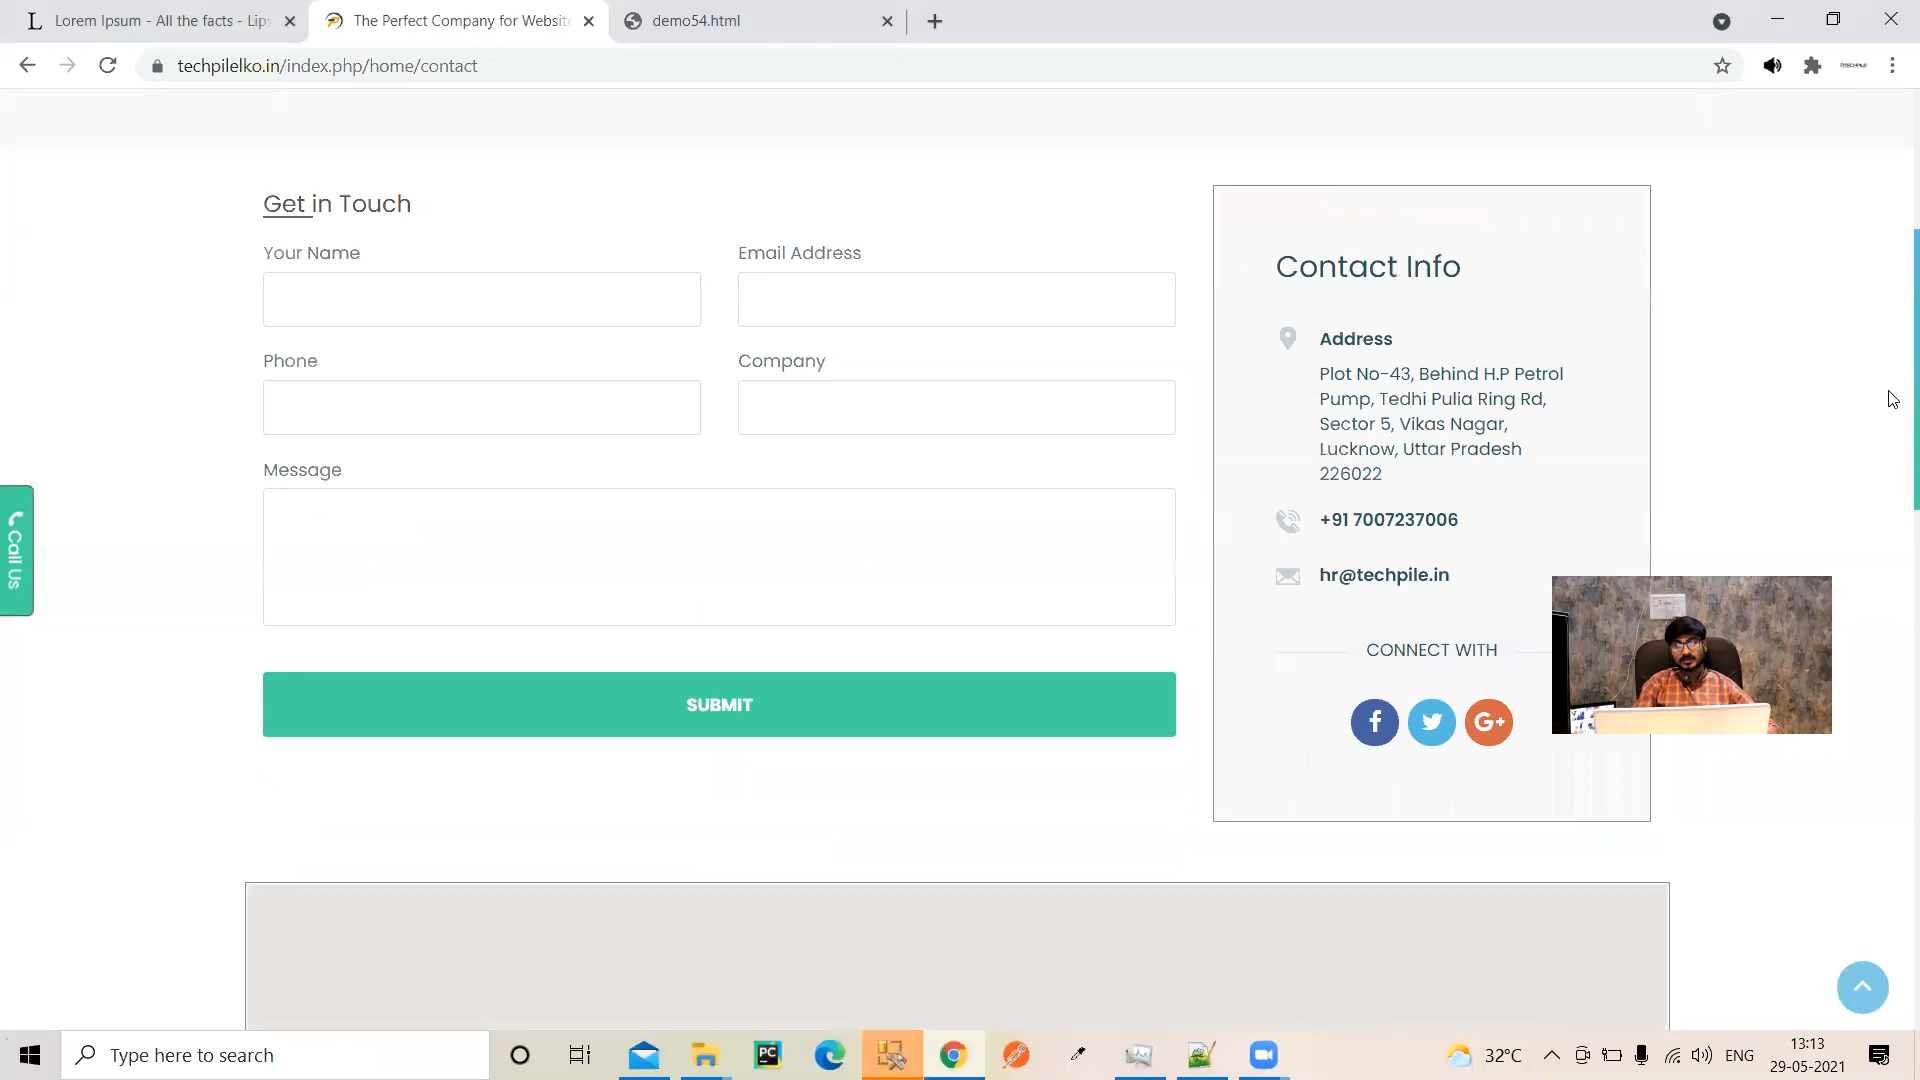 Lorem Ipsum - All the facts - Lip
The Perfect Company for Website
demo54.html
techpilelko.in/index.php/home/contact
Get in Touch
Your Name
Email Address
Phone
Company
Message
SUBMIT
Call Us
Contact Info
Address
Plot No-43, Behind H.P Petrol
Pump, Tedhi Pulia Ring Rd,
Sector 5, Vikas Nagar,
Lucknow, Uttar Pradesh
226022
+91 7007237006
hr@techpile.in
CONNECT WITH
Type here to search
32°C
ENG
13:13
29-05-2021